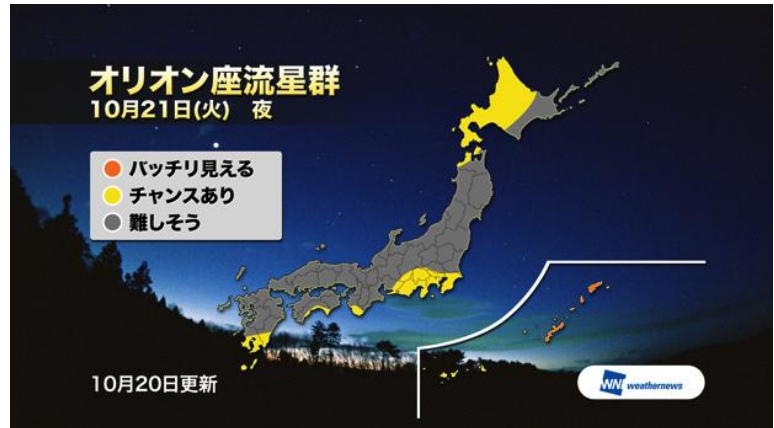 オリオン座流星群
10月21日(火) 夜
バッチリ見える
チャンスあり
難しそう
10月20日更新
WNI weathernews